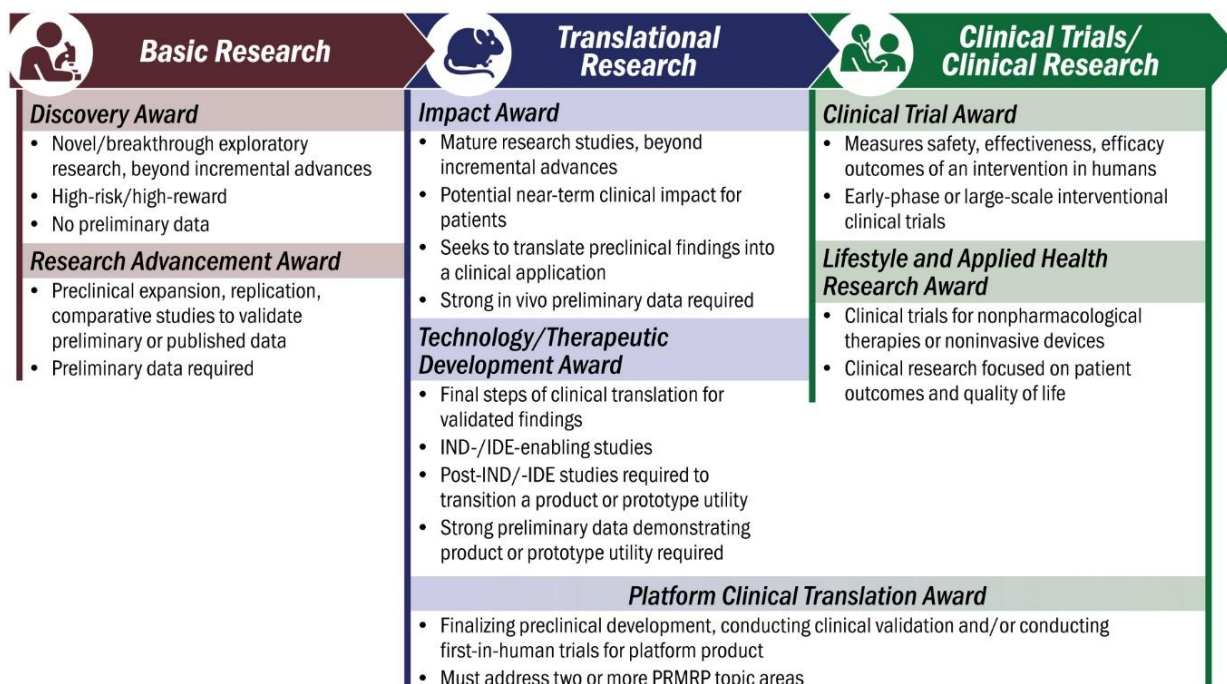 Basic Research
Translational
Research
Clinical Trials/
Clinical Research
Discovery Award
• Novel/breakthrough exploratory
research, beyond incremental advances
• High-risk/high-reward
• No preliminary data
Research Advancement Award
• Preclinical expansion, replication,
comparative studies to validate
preliminary or published data
• Preliminary data required
Impact Award
• Mature research studies, beyond
incremental advances
• Potential near-term clinical impact for
patients
• Seeks to translate preclinical findings into
a clinical application
• Strong in vivo preliminary data required
Technology/Therapeutic
Development Award
• Final steps of clinical translation for
validated findings
• IND-/IDE-enabling studies
• Post-IND/-IDE studies required to
transition a product or prototype utility
• Strong preliminary data demonstrating
product or prototype utility required
Clinical Trial Award
• Measures safety, effectiveness, efficacy
outcomes of an intervention in humans
• Early-phase or large-scale interventional
clinical trials
Lifestyle and Applied Health
Research Award
• Clinical trials for nonpharmacological
therapies or noninvasive devices
• Clinical research focused on patient
outcomes and quality of life
Platform Clinical Translation Award
• Finalizing preclinical development, conducting clinical validation and/or conducting
first-in-human trials for platform product
• Must address two or more PRMRP topic areas